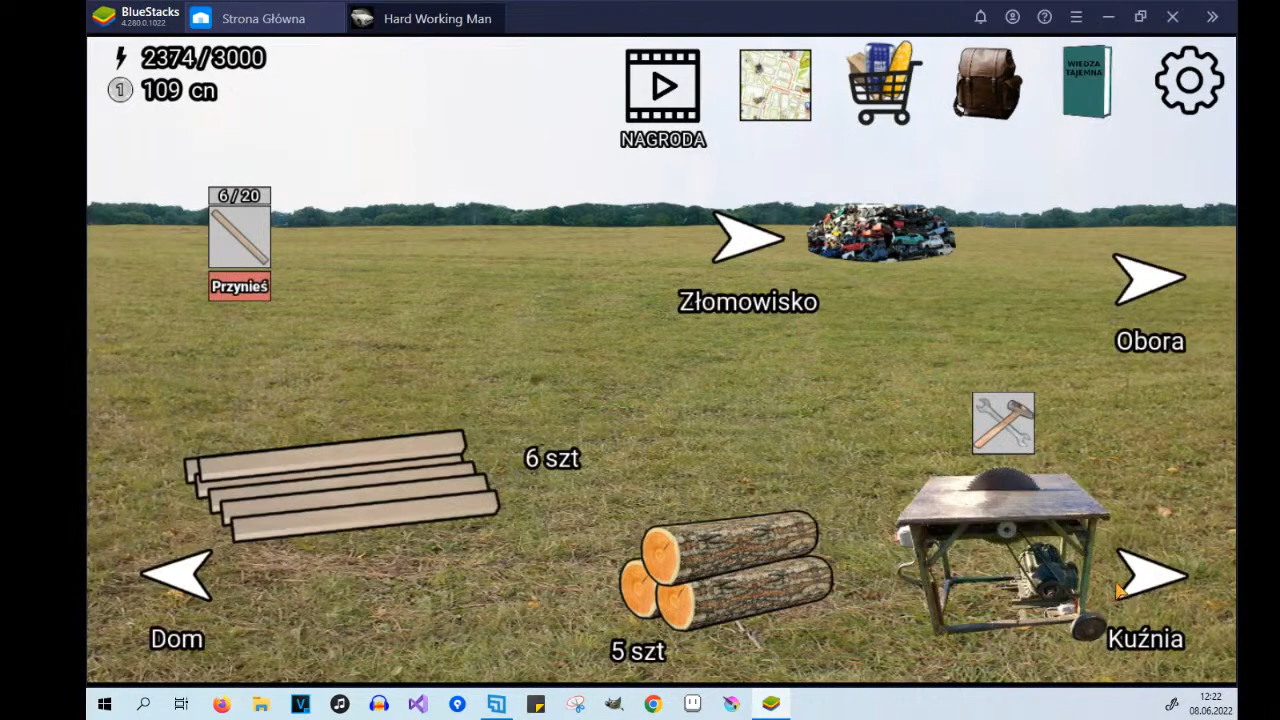 BlueStacks
4.280.0.1022
Strona Główna
Hard Working Man
2374 / 3000
1 109 cn
NAGRODA
WIEDZA
TAJEMNA
6 / 20
Przynieś
Złomowisko
Obora
6 szt
Dom
5 szt
Kuźnia
12:22
08.06.2022